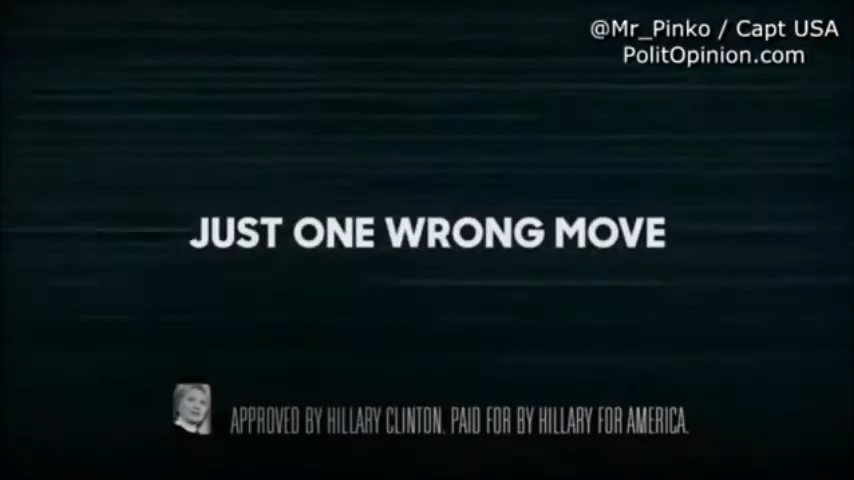 @Mr_Pinko / Capt USA
PolitOpinion.com
JUST ONE WRONG MOVE
APPROVED BY HILLARY CLINTON. PAID FOR BY HILLARY FOR AMERICA.